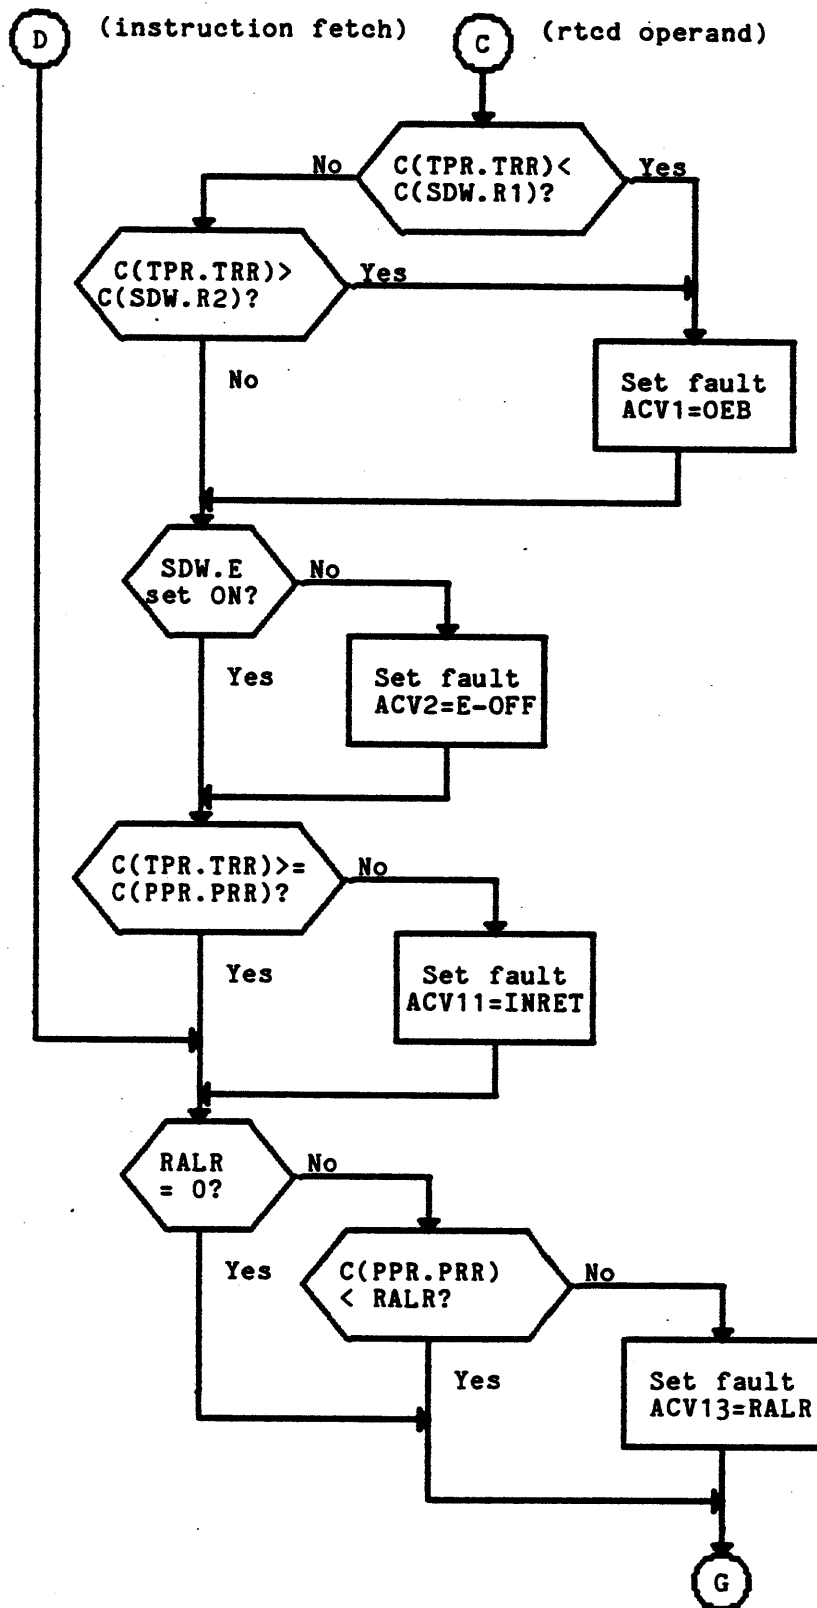 D (instruction fetch)
C (rtcd operand)
C(TPR.TRR)<
C(SDW.R1)?
No
Yes
C(TPR.TRR)>
C(SDW.R2)?
Yes
No
Set fault
ACV1=OEB
SDW.E
set ON?
No
Yes
Set fault
ACV2=E-OFF
C(TPR.TRR)>=
C(PPR.PRR)?
No
Yes
Set fault
ACV11=INRET
RALR
= 0?
No
Yes
C(PPR.PRR)
< RALR?
No
Yes
Set fault
ACV13=RALR
G